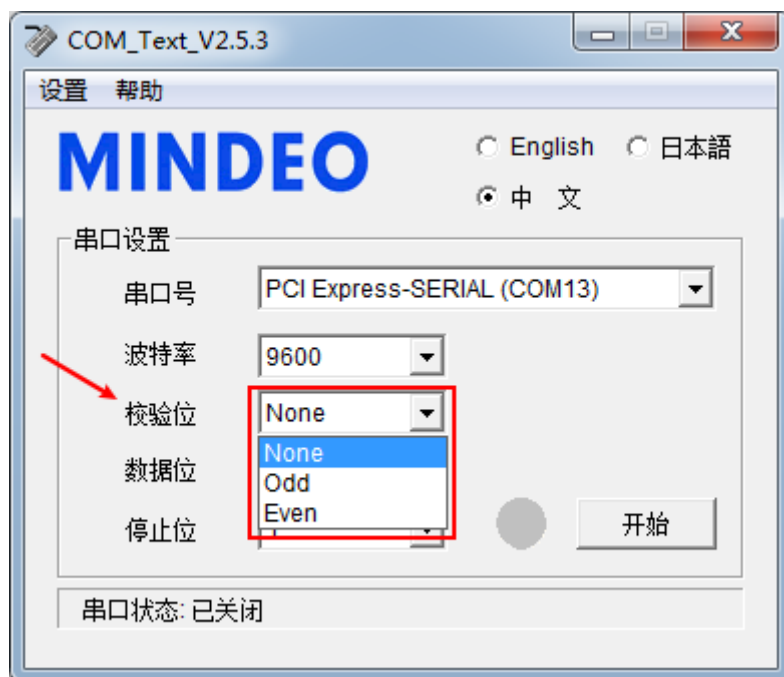 COM_Text_V2.5.3
设置 帮助
MINDEO
English 日本語
中 文
串口设置
串口号 PCI Express-SERIAL (COM13)
波特率 9600
校验位 None
None
数据位
Odd
Even
停止位
开始
串口状态: 已关闭